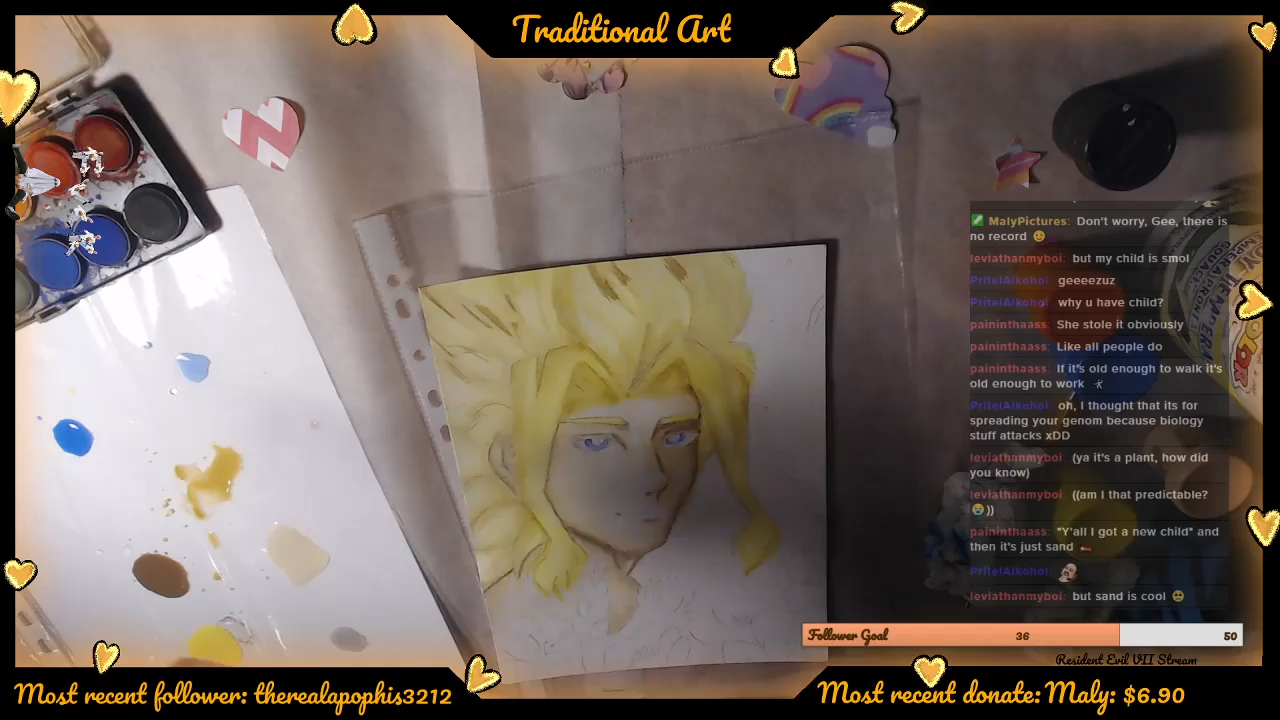 Traditional Art
MalyPictures: Don't worry, Gee, there is
no record
leviathanmyboi: but my child is smol
PritelAlkohol: geeeezuz
PritelAlkohol: why u have child?
paininthaass: She stole it obviously
paininthaass: Like all people do
paininthaass: If it's old enough to walk it's
old enough to work
PritelAlkohol: oh, I thought that its for
spreading your genom because biology
stuff attacks xDD
leviathanmyboi: (ya it's a plant, how did
you know)
leviathanmyboi: ((am I that predictable?
))
paininthaass: "Y'all I got a new child" and
then it's just sand
PritelAlkohol:
leviathanmyboi: but sand is cool
Follower Goal 36 50
Resident Evil VII Stream
Most recent follower: therealapophis3212
Most recent donate: Maly: $6.90